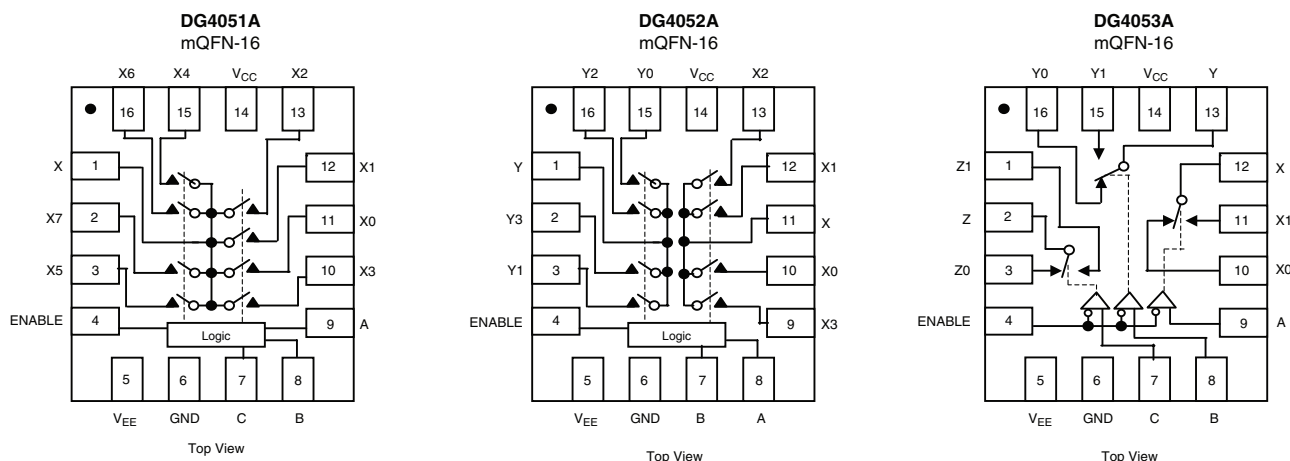 DG4051A
mQFN-16
X6 X4 VCC X2
16 15 14 13
X 1 12 X1
X7 2 11 X0
X5 3 10 X3
ENABLE 4 Logic 9 A
5 6 7 8
VEE GND C B
Top View
DG4052A
mQFN-16
Y2 Y0 VCC X2
16 15 14 13
Y 1 12 X1
Y3 2 11 X
Y1 3 10 X0
ENABLE 4 Logic 9 X3
5 6 7 8
VEE GND B A
Top View
DG4053A
mQFN-16
Y0 Y1 VCC Y
16 15 14 13
Z1 1 12 X
Z 2 11 X1
Z0 3 10 X0
ENABLE 4 9 A
5 6 7 8
VEE GND C B
Top View